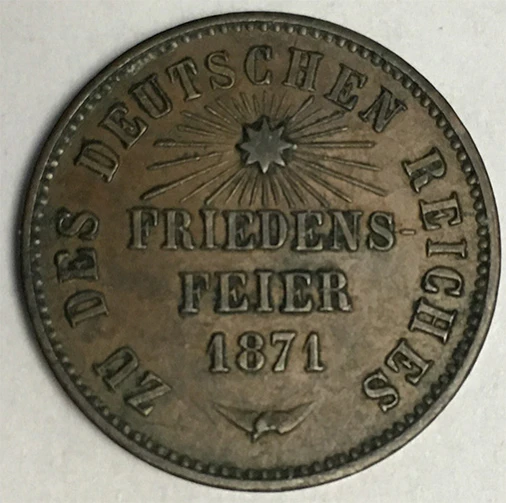 ZU DES DEUTSCHEN REICHES
FRIEDENS-
FEIER
1871